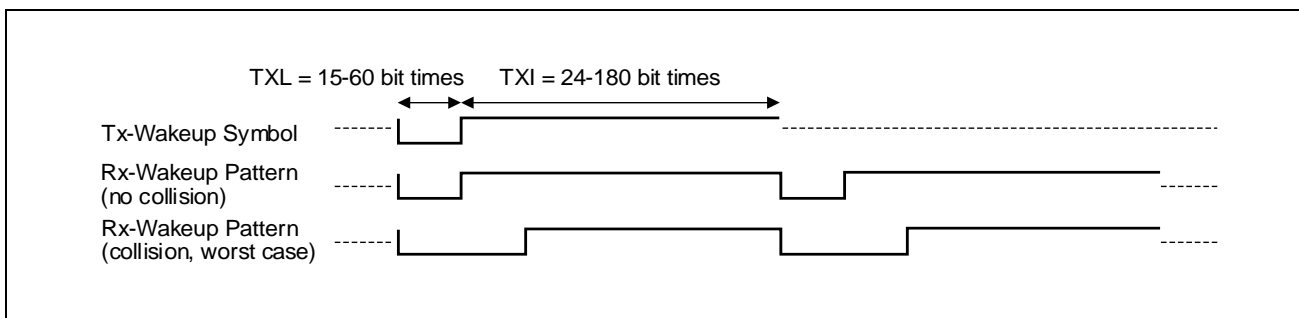 TXL = 15-60 bit times TXI = 24-180 bit times
Tx-Wakeup Symbol
Rx-Wakeup Pattern
(no collision)
Rx-Wakeup Pattern
(collision, worst case)